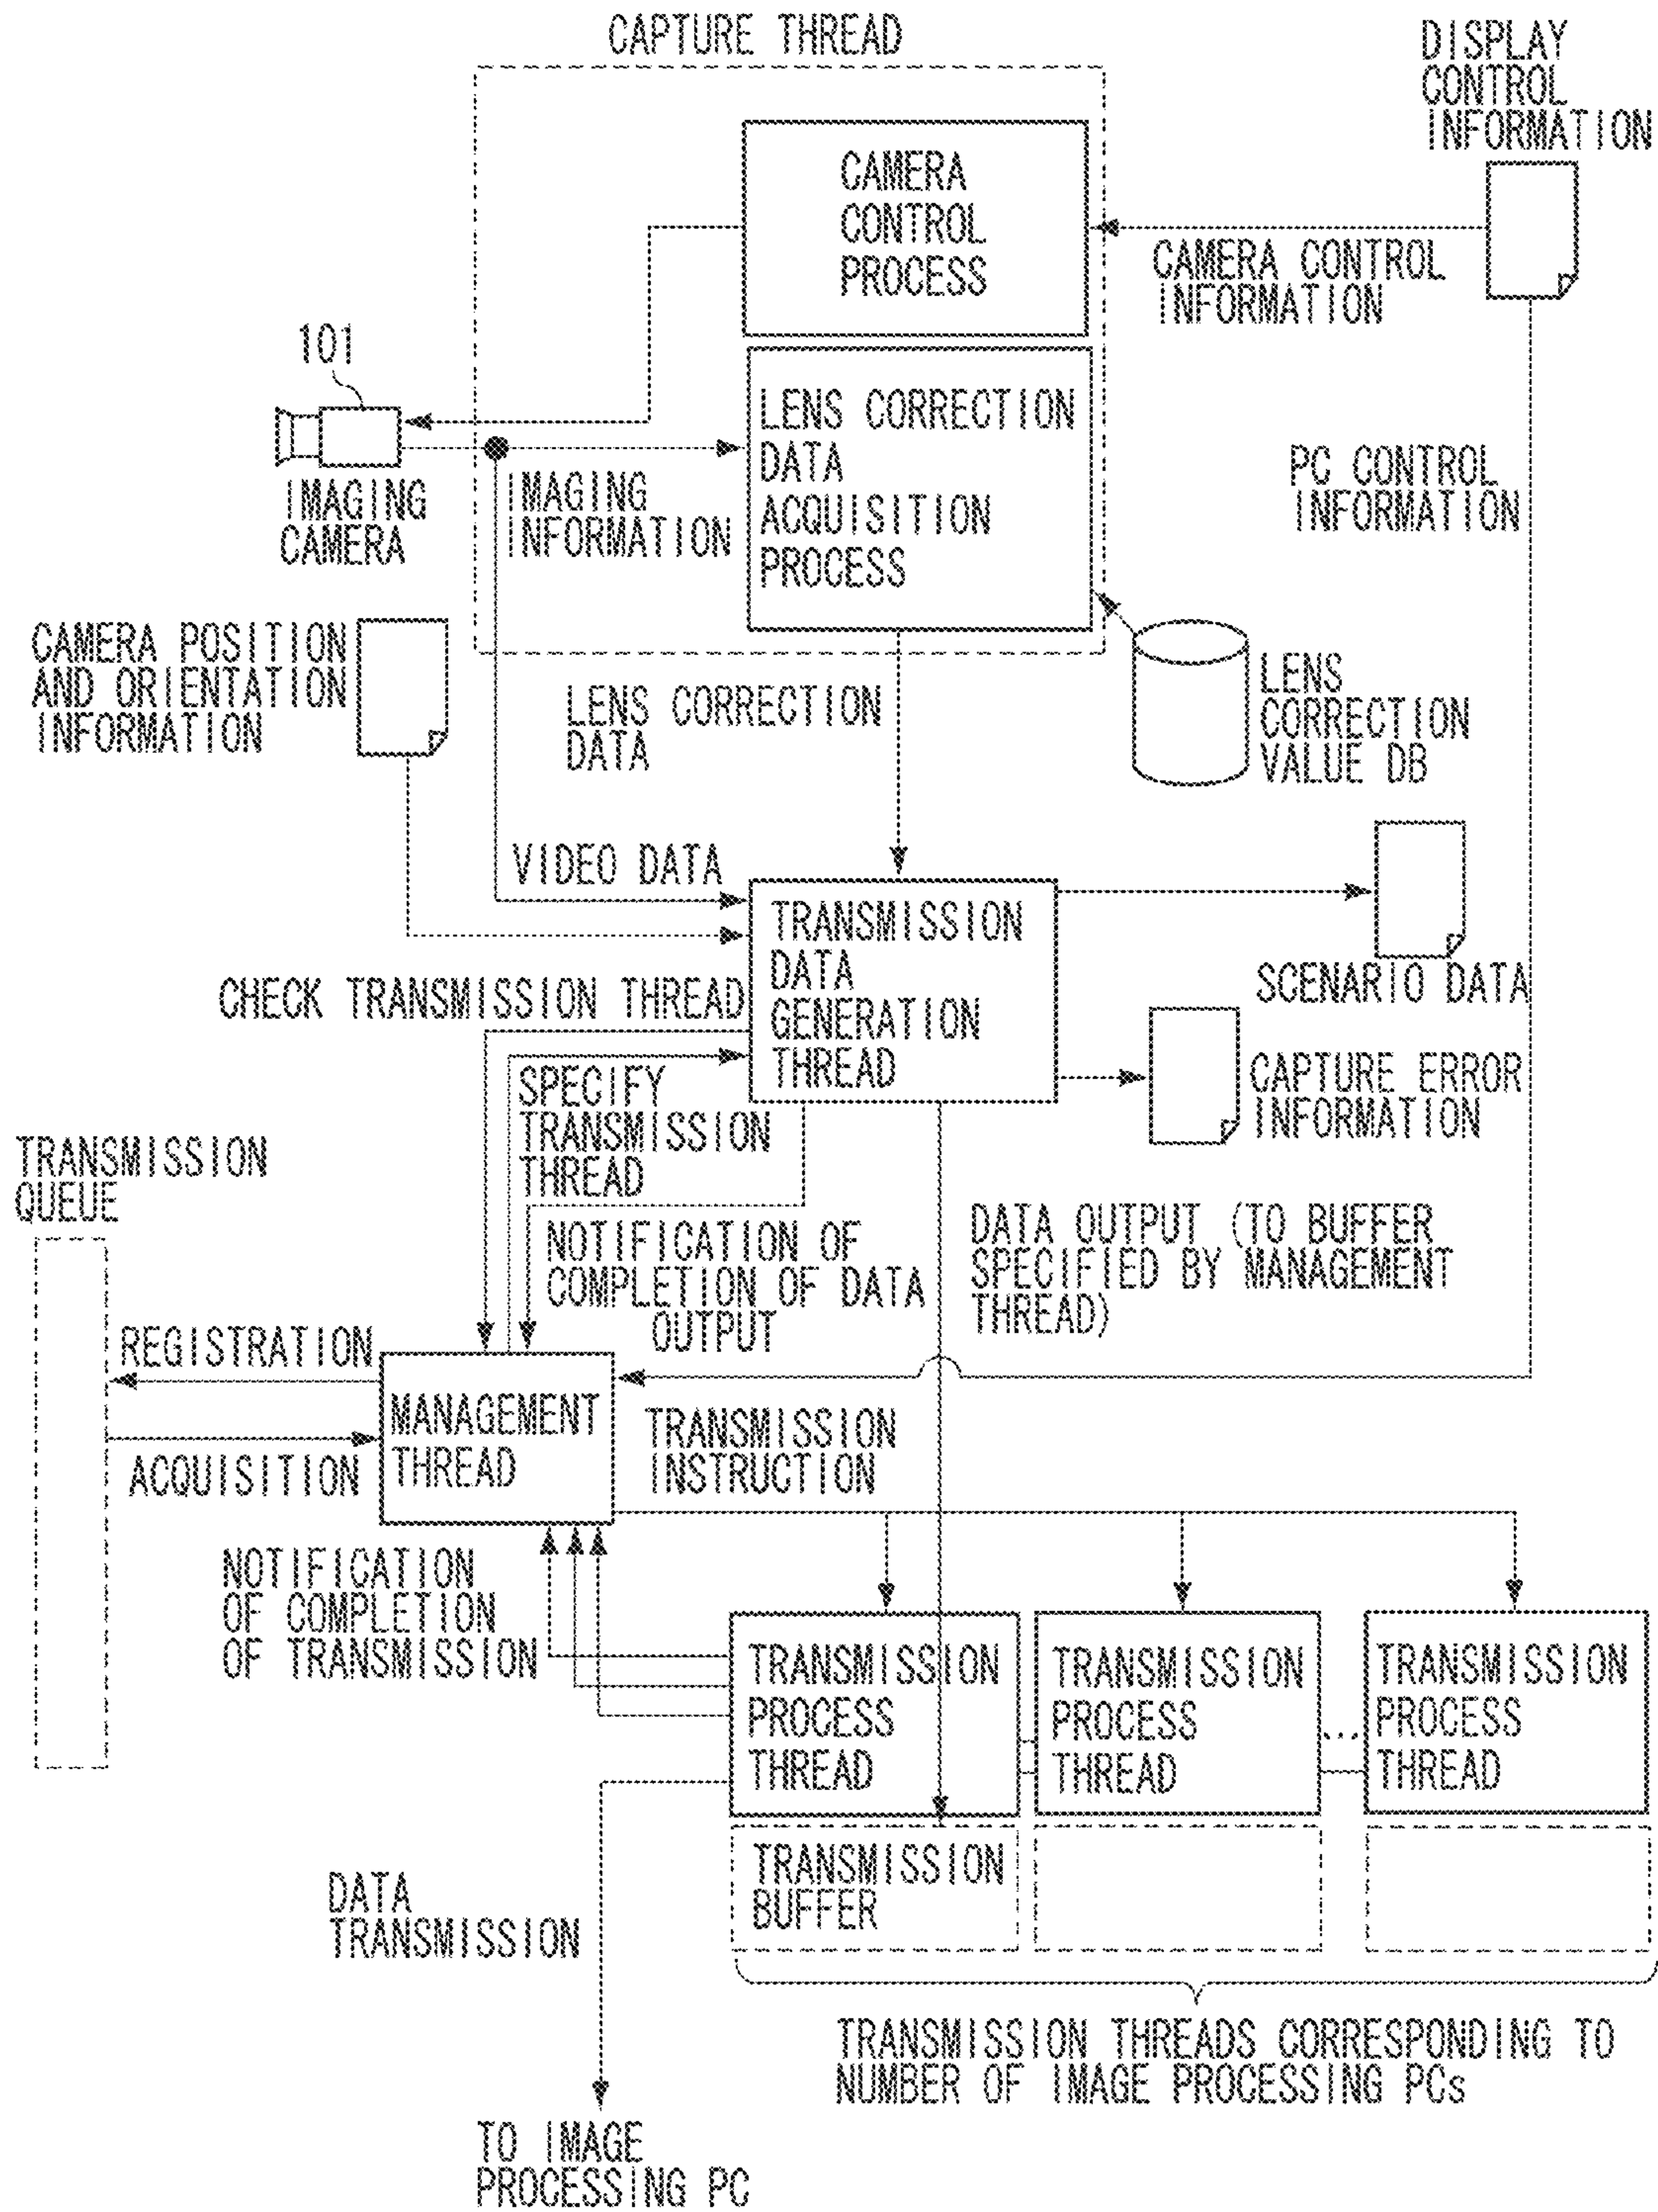 CAPTURE THREAD
DISPLAY
CONTROL
INFORMATION
CAMERA
CONTROL
PROCESS
CAMERA CONTROL
INFORMATION
101
LENS CORRECTION
DATA
ACQUISITION
PROCESS
IMAGING
CAMERA
IMAGING
INFORMATION
PC CONTROL
INFORMATION
CAMERA POSITION
AND ORIENTATION
INFORMATION
LENS CORRECTION
DATA
LENS
CORRECTION
VALUE DB
VIDEO DATA
TRANSMISSION
DATA
GENERATION
THREAD
SCENARIO DATA
CHECK TRANSMISSION THREAD
SPECIFY
TRANSMISSION
THREAD
CAPTURE ERROR
INFORMATION
TRANSMISSION
QUEUE
NOTIFICATION OF
COMPLETION OF DATA
OUTPUT
DATA OUTPUT (TO BUFFER
SPECIFIED BY MANAGEMENT
THREAD)
REGISTRATION
ACQUISITION
MANAGEMENT
THREAD
TRANSMISSION
INSTRUCTION
NOTIFICATION
OF COMPLETION
OF TRANSMISSION
TRANSMISSION
PROCESS
THREAD
TRANSMISSION
PROCESS
THREAD
...
TRANSMISSION
PROCESS
THREAD
TRANSMISSION
BUFFER
DATA
TRANSMISSION
TRANSMISSION THREADS CORRESPONDING TO
NUMBER OF IMAGE PROCESSING PCs
TO IMAGE
PROCESSING PC